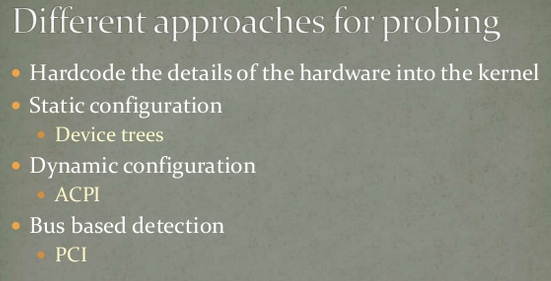 Different approaches for probing
Hardcode the details of the hardware into the kernel
Static configuration
Device trees
Dynamic configuration
ACPI
Bus based detection
PCI